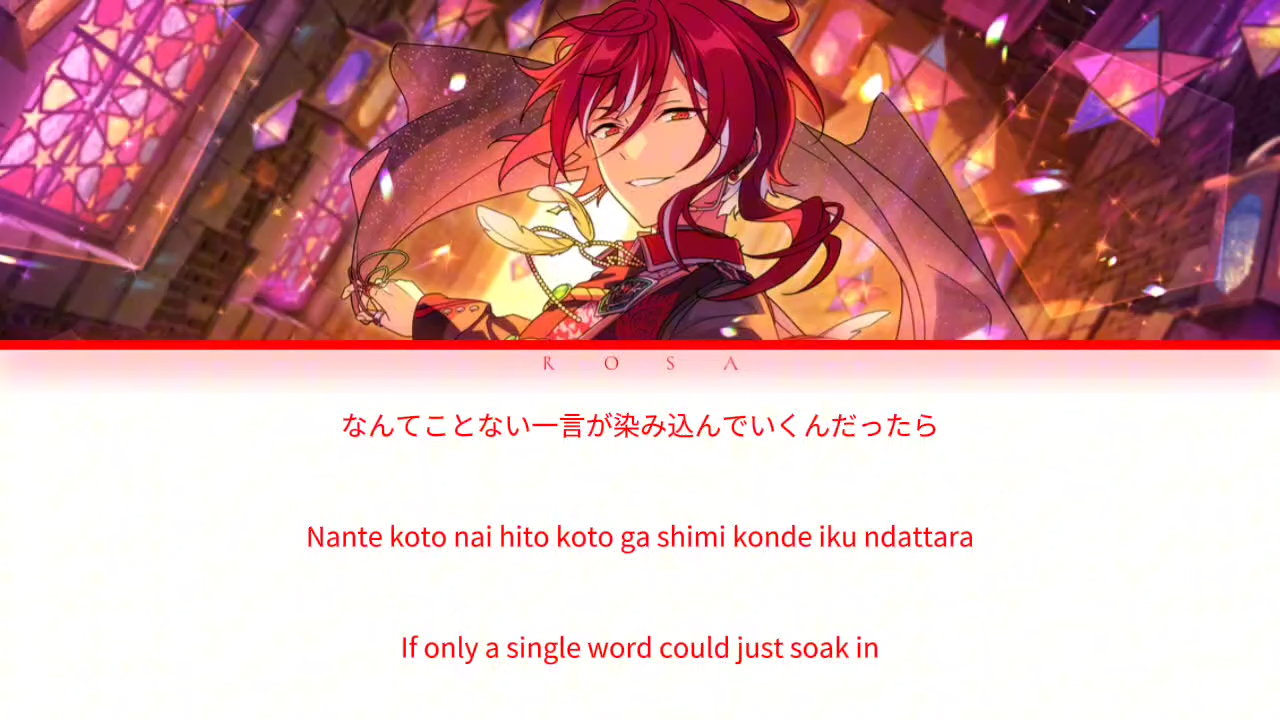 R O S A
なんてことない一言が染み込んでいくんだったら
Nante koto nai hito koto ga shimi konde iku ndattara
If only a single word could just soak in